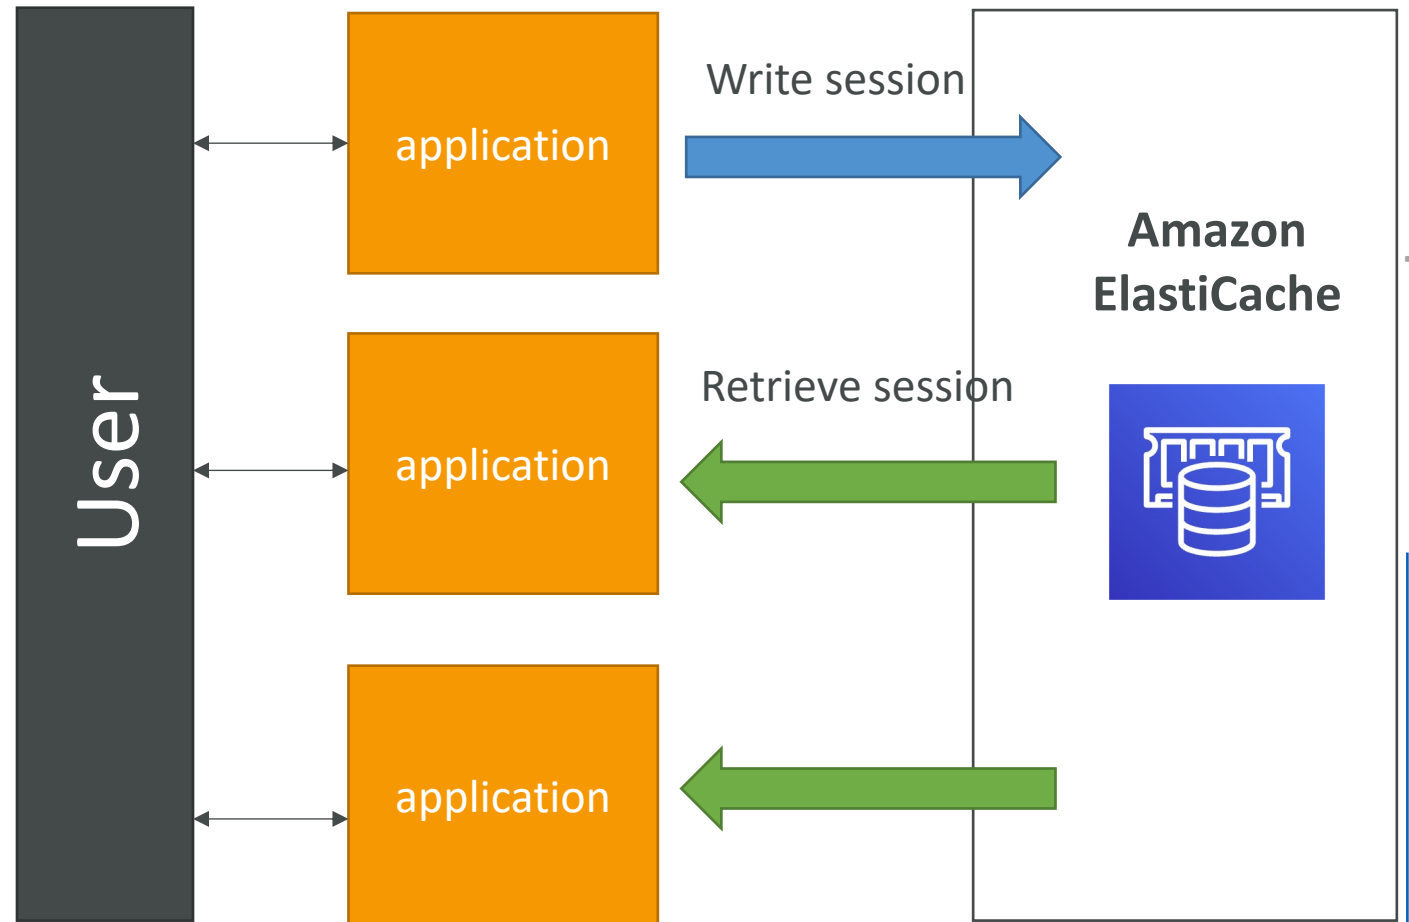 User
application
Write session
Amazon
ElastiCache
application
Retrieve session
application